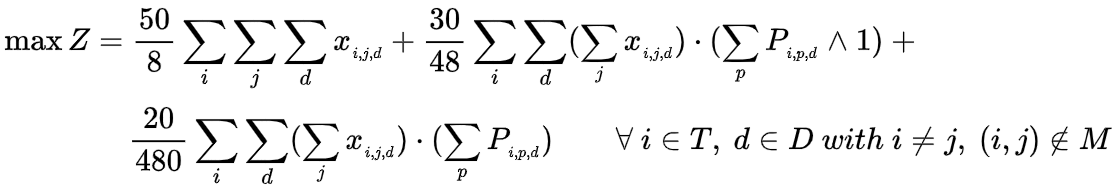 max Z = 50/8 ∑_i ∑_j ∑_d x_{i,j,d} + 30/48 ∑_i ∑_d (∑_j x_{i,j,d}) · (∑_p P_{i,p,d} ∧ 1) +
20/480 ∑_i ∑_d (∑_j x_{i,j,d}) · (∑_p P_{i,p,d}) ∀ i ∈ T, d ∈ D with i ≠ j, (i, j) ∉ M